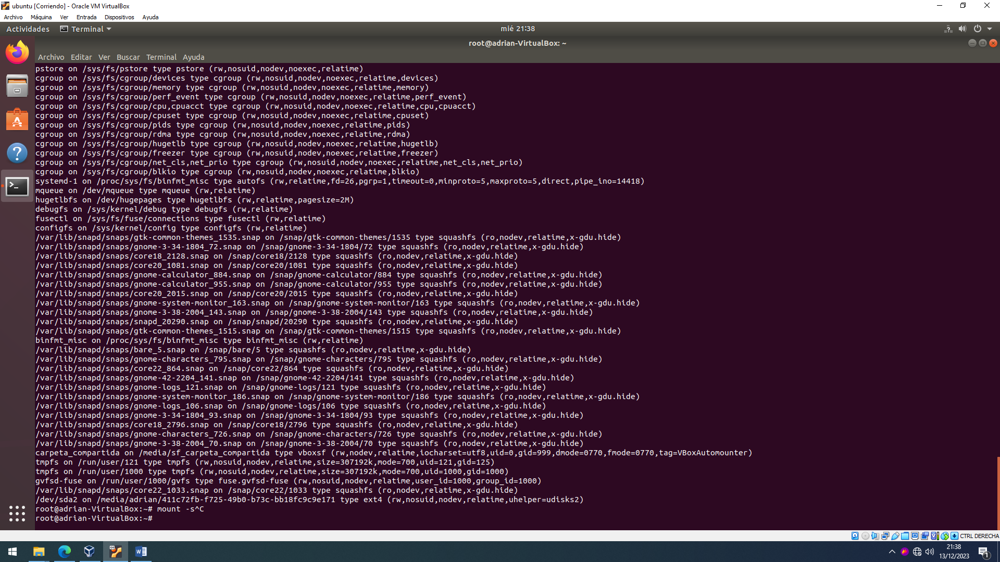 ubuntu [Corriendo] - Oracle VM VirtualBox
Archivo Máquina Ver Entrada Dispositivos Ayuda
Actividades Terminal mié 21:38
root@adrian-VirtualBox: ~
Archivo Editar Ver Buscar Terminal Ayuda
pstore on /sys/fs/pstore type pstore (rw,nosuid,nodev,noexec,relatime)
cgroup on /sys/fs/cgroup/devices type cgroup (rw,nosuid,nodev,noexec,relatime,devices)
cgroup on /sys/fs/cgroup/memory type cgroup (rw,nosuid,nodev,noexec,relatime,memory)
cgroup on /sys/fs/cgroup/perf_event type cgroup (rw,nosuid,nodev,noexec,relatime,perf_event)
cgroup on /sys/fs/cgroup/cpu,cpuacct type cgroup (rw,nosuid,nodev,noexec,relatime,cpu,cpuacct)
cgroup on /sys/fs/cgroup/cpuset type cgroup (rw,nosuid,nodev,noexec,relatime,cpuset)
cgroup on /sys/fs/cgroup/pids type cgroup (rw,nosuid,nodev,noexec,relatime,pids)
cgroup on /sys/fs/cgroup/rdma type cgroup (rw,nosuid,nodev,noexec,relatime,rdma)
cgroup on /sys/fs/cgroup/hugetlb type cgroup (rw,nosuid,nodev,noexec,relatime,hugetlb)
cgroup on /sys/fs/cgroup/freezer type cgroup (rw,nosuid,nodev,noexec,relatime,freezer)
cgroup on /sys/fs/cgroup/net_cls,net_prio type cgroup (rw,nosuid,nodev,noexec,relatime,net_cls,net_prio)
cgroup on /sys/fs/cgroup/blkio type cgroup (rw,nosuid,nodev,noexec,relatime,blkio)
systemd-1 on /proc/sys/fs/binfmt_misc type autofs (rw,relatime,fd=26,pgrp=1,timeout=0,minproto=5,maxproto=5,direct,pipe_ino=14418)
mqueue on /dev/mqueue type mqueue (rw,relatime)
hugetlbfs on /dev/hugepages type hugetlbfs (rw,relatime,pagesize=2M)
debugfs on /sys/kernel/debug type debugfs (rw,relatime)
fusectl on /sys/fs/fuse/connections type fusectl (rw,relatime)
configfs on /sys/kernel/config type configfs (rw,relatime)
/var/lib/snapd/snaps/gtk-common-themes_1535.snap on /snap/gtk-common-themes/1535 type squashfs (ro,nodev,relatime,x-gdu.hide)
/var/lib/snapd/snaps/gnome-3-34-1804_72.snap on /snap/gnome-3-34-1804/72 type squashfs (ro,nodev,relatime,x-gdu.hide)
/var/lib/snapd/snaps/core18_2128.snap on /snap/core18/2128 type squashfs (ro,nodev,relatime,x-gdu.hide)
/var/lib/snapd/snaps/core20_1081.snap on /snap/core20/1081 type squashfs (ro,nodev,relatime,x-gdu.hide)
/var/lib/snapd/snaps/gnome-calculator_884.snap on /snap/gnome-calculator/884 type squashfs (ro,nodev,relatime,x-gdu.hide)
/var/lib/snapd/snaps/gnome-calculator_955.snap on /snap/gnome-calculator/955 type squashfs (ro,nodev,relatime,x-gdu.hide)
/var/lib/snapd/snaps/core20_2015.snap on /snap/core20/2015 type squashfs (ro,nodev,relatime,x-gdu.hide)
/var/lib/snapd/snaps/gnome-system-monitor_163.snap on /snap/gnome-system-monitor/163 type squashfs (ro,nodev,relatime,x-gdu.hide)
/var/lib/snapd/snaps/gnome-3-38-2004_143.snap on /snap/gnome-3-38-2004/143 type squashfs (ro,nodev,relatime,x-gdu.hide)
/var/lib/snapd/snaps/snapd_20290.snap on /snap/snapd/20290 type squashfs (ro,nodev,relatime,x-gdu.hide)
/var/lib/snapd/snaps/gtk-common-themes_1515.snap on /snap/gtk-common-themes/1515 type squashfs (ro,nodev,relatime,x-gdu.hide)
binfmt_misc on /proc/sys/fs/binfmt_misc type binfmt_misc (rw,relatime)
/var/lib/snapd/snaps/bare_5.snap on /snap/bare/5 type squashfs (ro,nodev,relatime,x-gdu.hide)
/var/lib/snapd/snaps/gnome-characters_795.snap on /snap/gnome-characters/795 type squashfs (ro,nodev,relatime,x-gdu.hide)
/var/lib/snapd/snaps/core22_864.snap on /snap/core22/864 type squashfs (ro,nodev,relatime,x-gdu.hide)
/var/lib/snapd/snaps/gnome-42-2204_141.snap on /snap/gnome-42-2204/141 type squashfs (ro,nodev,relatime,x-gdu.hide)
/var/lib/snapd/snaps/gnome-logs_121.snap on /snap/gnome-logs/121 type squashfs (ro,nodev,relatime,x-gdu.hide)
/var/lib/snapd/snaps/gnome-system-monitor_186.snap on /snap/gnome-system-monitor/186 type squashfs (ro,nodev,relatime,x-gdu.hide)
/var/lib/snapd/snaps/gnome-logs_106.snap on /snap/gnome-logs/106 type squashfs (ro,nodev,relatime,x-gdu.hide)
/var/lib/snapd/snaps/gnome-3-34-1804_93.snap on /snap/gnome-3-34-1804/93 type squashfs (ro,nodev,relatime,x-gdu.hide)
/var/lib/snapd/snaps/core18_2796.snap on /snap/core18/2796 type squashfs (ro,nodev,relatime,x-gdu.hide)
/var/lib/snapd/snaps/gnome-characters_726.snap on /snap/gnome-characters/726 type squashfs (ro,nodev,relatime,x-gdu.hide)
/var/lib/snapd/snaps/gnome-3-38-2004_70.snap on /snap/gnome-3-38-2004/70 type squashfs (ro,nodev,relatime,x-gdu.hide)
carpeta_compartida on /media/sf_carpeta_compartida type vboxsf (rw,nodev,relatime,iocharset=utf8,uid=0,gid=999,dmode=0770,fmode=0770,tag=VBoxAutomounter)
tmpfs on /run/user/121 type tmpfs (rw,nosuid,nodev,relatime,size=307192k,mode=700,uid=121,gid=125)
tmpfs on /run/user/1000 type tmpfs (rw,nosuid,nodev,relatime,size=307192k,mode=700,uid=1000,gid=1000)
gvfsd-fuse on /run/user/1000/gvfs type fuse.gvfsd-fuse (rw,nosuid,nodev,relatime,user_id=1000,group_id=1000)
/var/lib/snapd/snaps/core22_1033.snap on /snap/core22/1033 type squashfs (ro,nodev,relatime,x-gdu.hide)
/dev/sda2 on /media/adrian/411c72fb-f725-49b0-b73c-bb18fc9c9e171 type ext4 (rw,nosuid,nodev,relatime,uhelper=udisks2)
root@adrian-VirtualBox:~# mount -s^C
root@adrian-VirtualBox:~#
CTRL DERECHA
21:38
13/12/2023
1